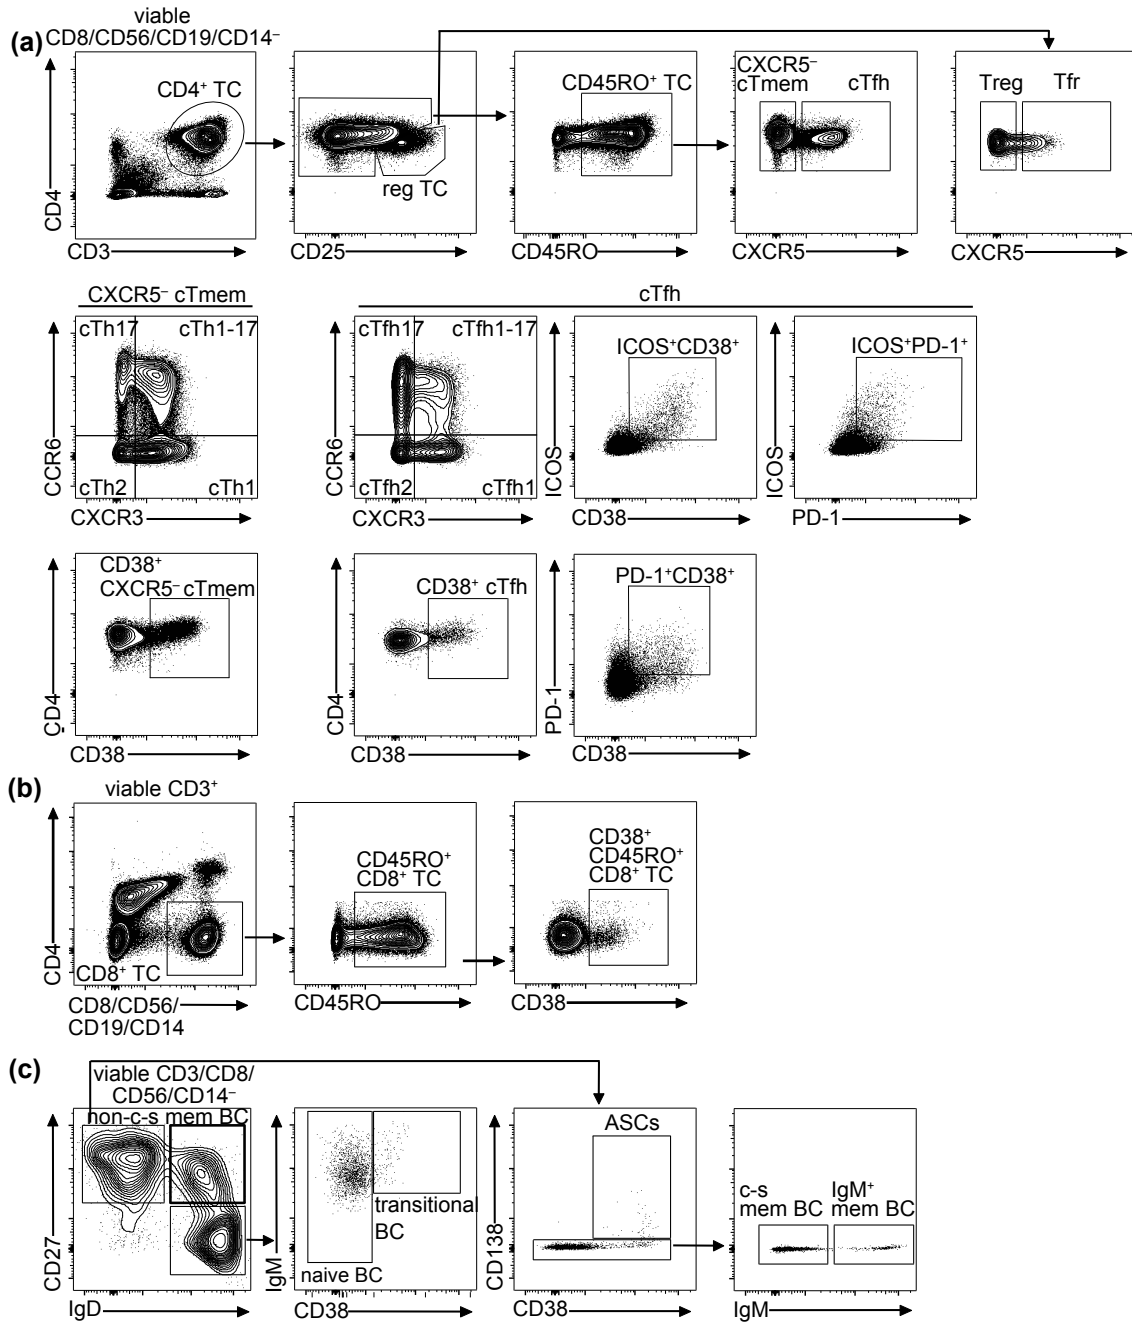 (a)
viable
CD8/CD56/CD19/CD14⁻
CD4⁺ TC
CD4
CD3
reg TC
CD25
CD45RO⁺ TC
CD45RO
CXCR5⁻
cTmem
cTfh
CXCR5
Treg
Tfr
CXCR5
CXCR5⁻ cTmem
cTh17
cTh1-17
cTh2
cTh1
CCR6
CXCR3
cTfh
cTfh17
cTfh1-17
cTfh2
cTfh1
CCR6
CXCR3
ICOS⁺CD38⁺
ICOS
CD38
ICOS⁺PD-1⁺
ICOS
PD-1
CD38⁺
CXCR5⁻ cTmem
CD4
CD38
CD38⁺ cTfh
CD4
CD38
PD-1⁺CD38⁺
PD-1
CD38
(b)
viable CD3⁺
CD4
CD8⁺ TC
CD8/CD56/
CD19/CD14
CD45RO⁺
CD8⁺ TC
CD45RO
CD38⁺
CD45RO⁺
CD8⁺ TC
CD38
(c)
viable CD3/CD8/
CD56/CD14⁻
non-c-s mem BC
CD27
IgD
IgM
transitional
BC
naive BC
CD38
ASCs
CD138
CD38
c-s
mem BC
IgM⁺
mem BC
IgM